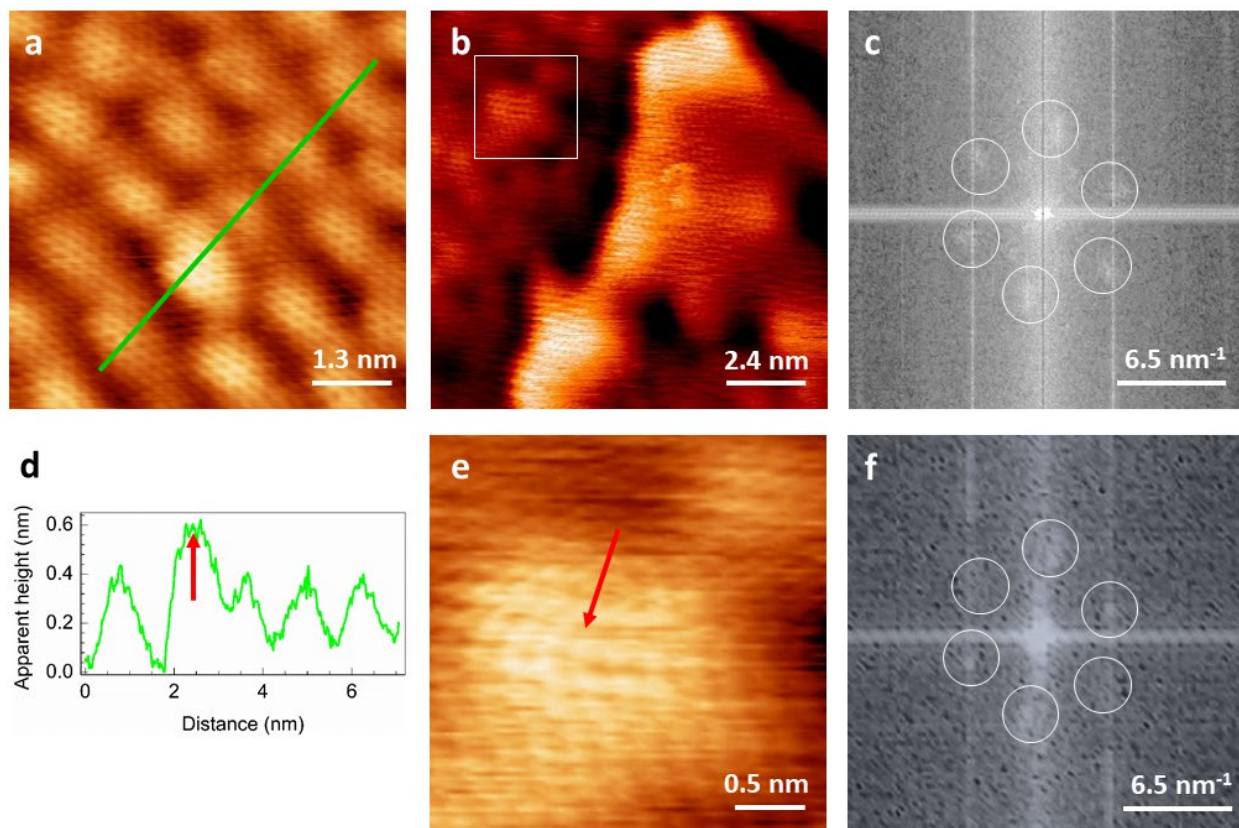 a
1.3 nm
b
2.4 nm
c
6.5 nm⁻¹
d
Apparent height (nm)
0.6
0.4
0.2
0.0
0
2
4
6
Distance (nm)
e
0.5 nm
f
6.5 nm⁻¹